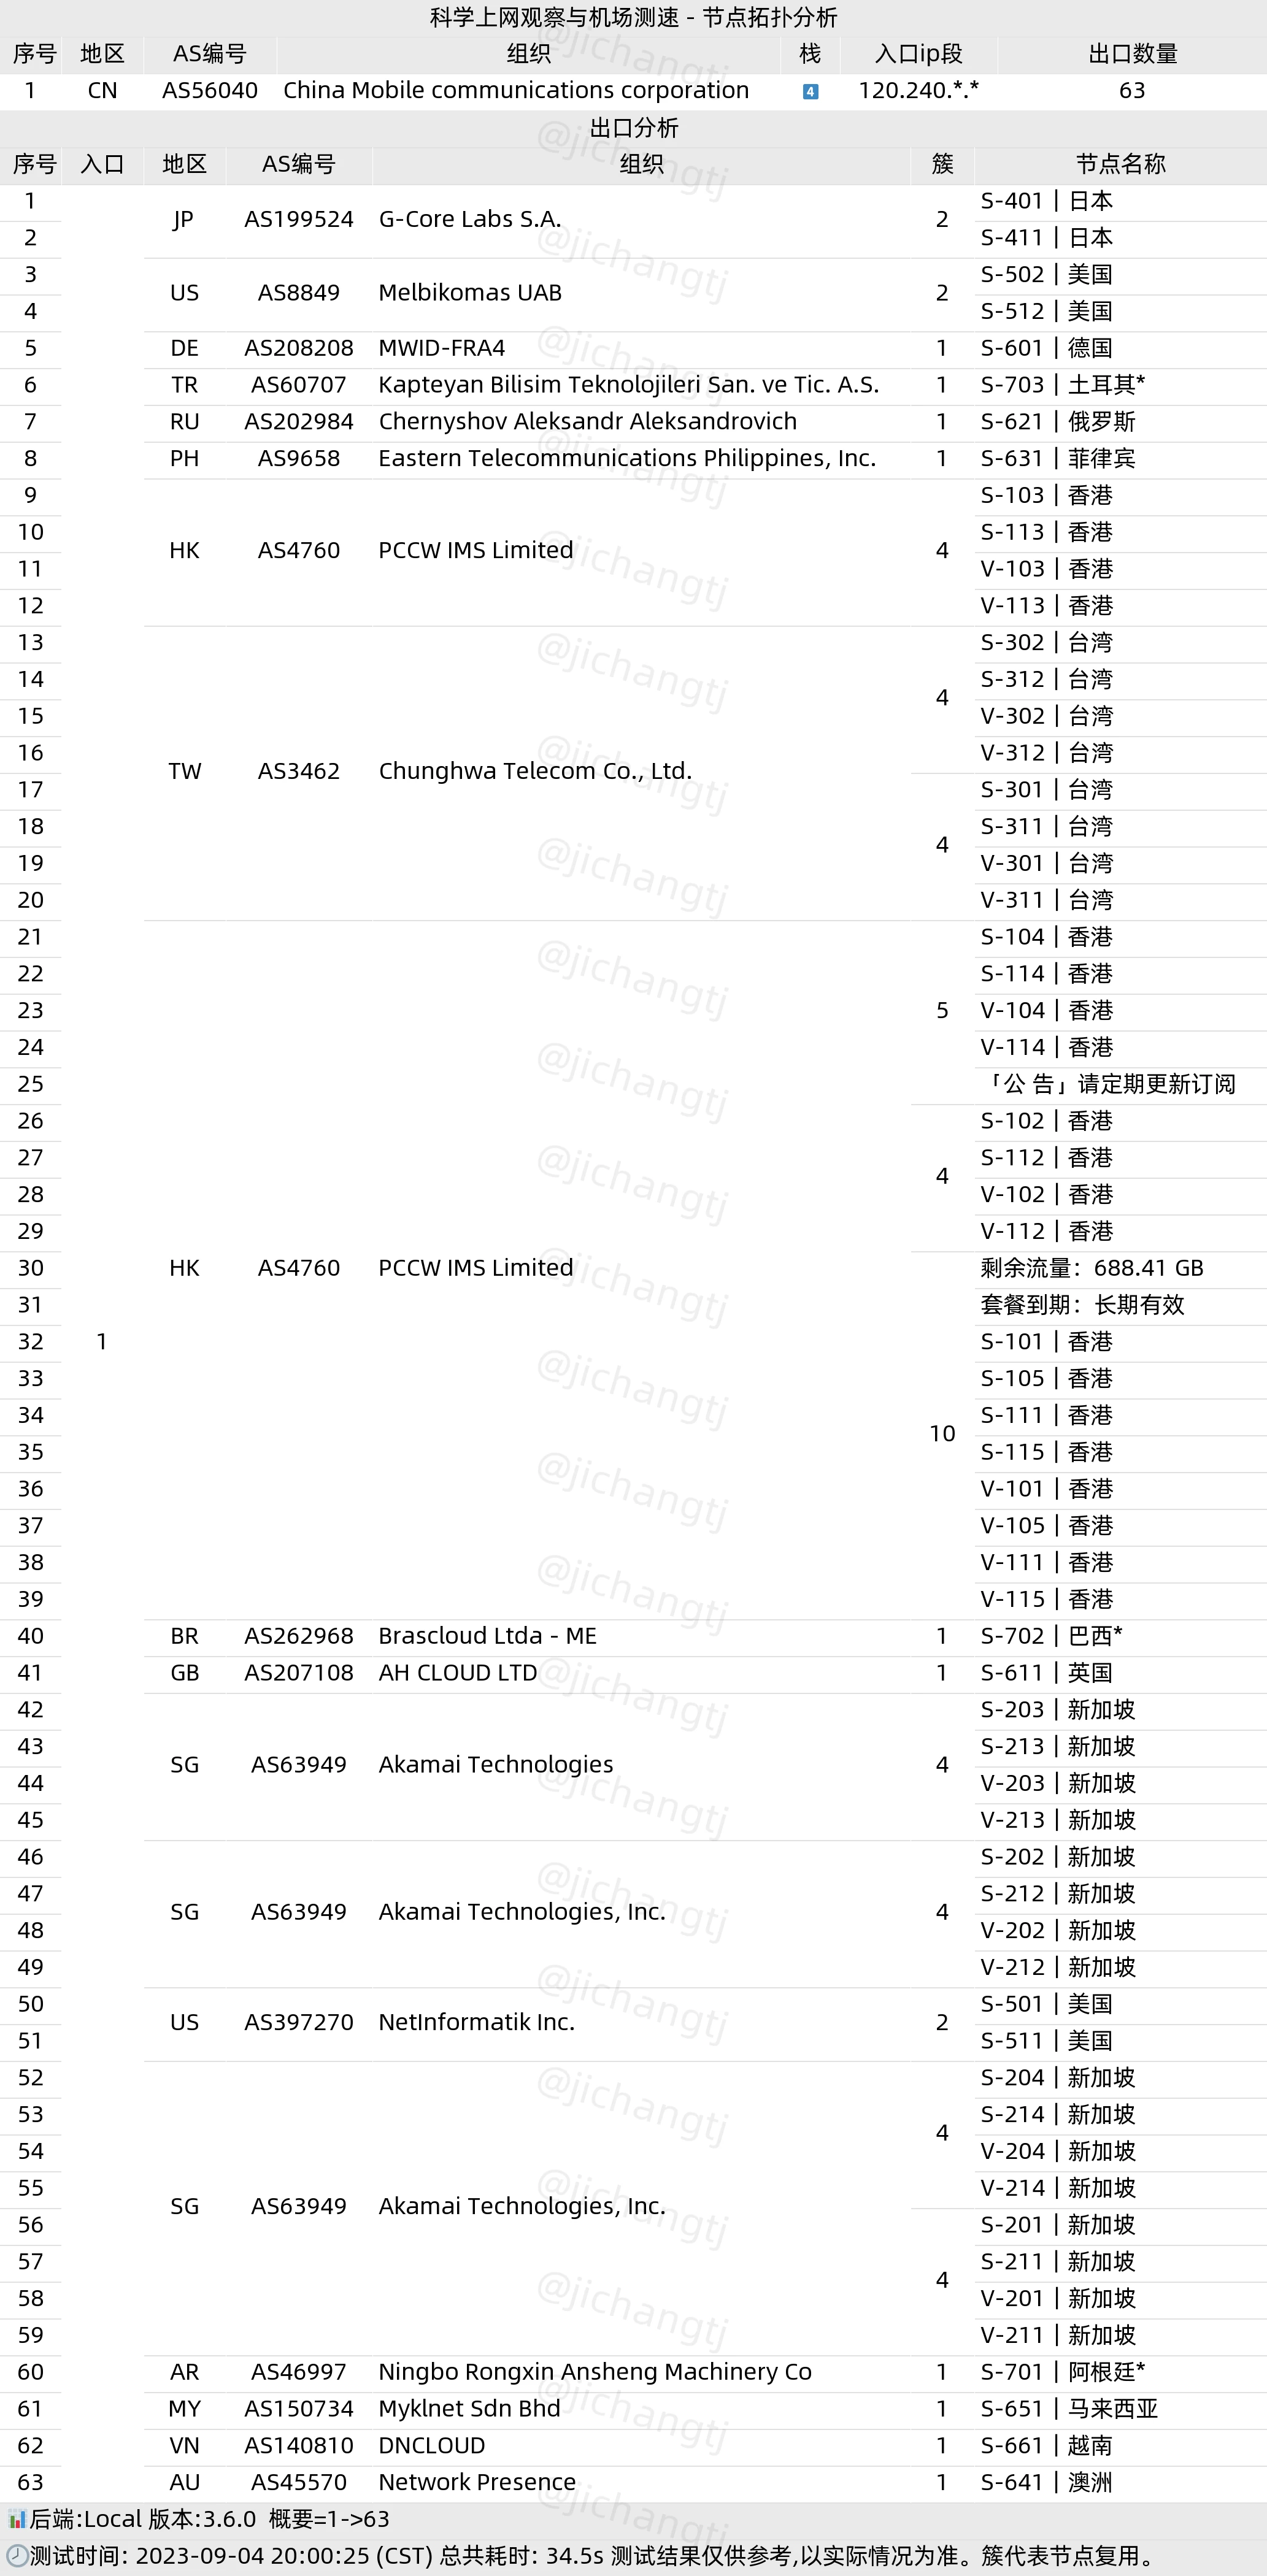 科学上网观察与机场测速 - 节点拓扑分析
序号 地区 AS编号 组织 栈 入口ip段 出口数量
1 CN AS56040 China Mobile communications corporation 4 120.240.*.* 63
出口分析
序号 入口 地区 AS编号 组织 簇 节点名称
1 JP AS199524 G-Core Labs S.A. 2 S-401 | 日本
2 S-411 | 日本
3 US AS8849 Melbikomas UAB 2 S-502 | 美国
4 S-512 | 美国
5 DE AS208208 MWID-FRA4 1 S-601 | 德国
6 TR AS60707 Kapteyan Bilisim Teknolojileri San. ve Tic. A.S. 1 S-703 | 土耳其*
7 RU AS202984 Chernyshov Aleksandr Aleksandrovich 1 S-621 | 俄罗斯
8 PH AS9658 Eastern Telecommunications Philippines, Inc. 1 S-631 | 菲律宾
9 S-103 | 香港
10 HK AS4760 PCCW IMS Limited 4 S-113 | 香港
11 V-103 | 香港
12 V-113 | 香港
13 S-302 | 台湾
14 4 S-312 | 台湾
15 V-302 | 台湾
16 TW AS3462 Chunghwa Telecom Co., Ltd. V-312 | 台湾
17 S-301 | 台湾
18 4 S-311 | 台湾
19 V-301 | 台湾
20 V-311 | 台湾
21 S-104 | 香港
22 S-114 | 香港
23 5 V-104 | 香港
24 V-114 | 香港
25 「公 告」请定期更新订阅
26 S-102 | 香港
27 4 S-112 | 香港
28 V-102 | 香港
29 V-112 | 香港
30 HK AS4760 PCCW IMS Limited 剩余流量：688.41 GB
31 套餐到期：长期有效
32 1 S-101 | 香港
33 S-105 | 香港
34 10 S-111 | 香港
35 S-115 | 香港
36 V-101 | 香港
37 V-105 | 香港
38 V-111 | 香港
39 V-115 | 香港
40 BR AS262968 Brascloud Ltda - ME 1 S-702 | 巴西*
41 GB AS207108 AH CLOUD LTD 1 S-611 | 英国
42 S-203 | 新加坡
43 SG AS63949 Akamai Technologies 4 S-213 | 新加坡
44 V-203 | 新加坡
45 V-213 | 新加坡
46 S-202 | 新加坡
47 SG AS63949 Akamai Technologies, Inc. 4 S-212 | 新加坡
48 V-202 | 新加坡
49 V-212 | 新加坡
50 US AS397270 NetInformatik Inc. 2 S-501 | 美国
51 S-511 | 美国
52 S-204 | 新加坡
53 4 S-214 | 新加坡
54 V-204 | 新加坡
55 SG AS63949 Akamai Technologies, Inc. V-214 | 新加坡
56 S-201 | 新加坡
57 4 S-211 | 新加坡
58 V-201 | 新加坡
59 V-211 | 新加坡
60 AR AS46997 Ningbo Rongxin Ansheng Machinery Co 1 S-701 | 阿根廷*
61 MY AS150734 Myklnet Sdn Bhd 1 S-651 | 马来西亚
62 VN AS140810 DNCLOUD 1 S-661 | 越南
63 AU AS45570 Network Presence 1 S-641 | 澳洲
后端:Local 版本:3.6.0 概要=1->63
测试时间: 2023-09-04 20:00:25 (CST) 总共耗时: 34.5s 测试结果仅供参考,以实际情况为准。簇代表节点复用。
@jichangtj